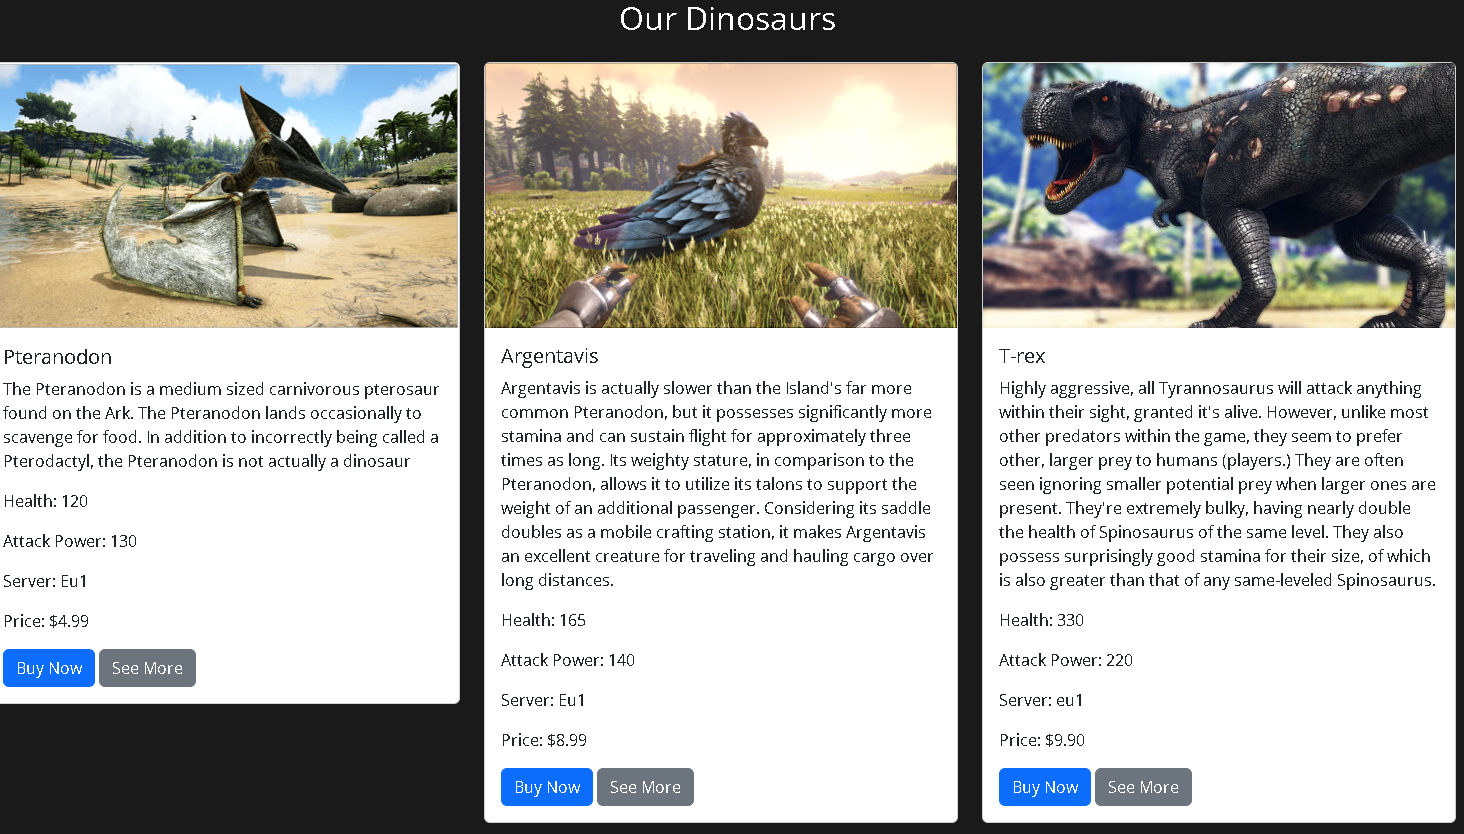 Our Dinosaurs
Pteranodon
The Pteranodon is a medium sized carnivorous pterosaur
found on the Ark. The Pteranodon lands occasionally to
scavenge for food. In addition to incorrectly being called a
Pterodactyl, the Pteranodon is not actually a dinosaur
Health: 120
Attack Power: 130
Server: Eu1
Price: $4.99
Buy Now See More
Argentavis
Argentavis is actually slower than the Island's far more
common Pteranodon, but it possesses significantly more
stamina and can sustain flight for approximately three
times as long. Its weighty stature, in comparison to the
Pteranodon, allows it to utilize its talons to support the
weight of an additional passenger. Considering its saddle
doubles as a mobile crafting station, it makes Argentavis
an excellent creature for traveling and hauling cargo over
long distances.
Health: 165
Attack Power: 140
Server: Eu1
Price: $8.99
Buy Now See More
T-rex
Highly aggressive, all Tyrannosaurus will attack anything
within their sight, granted it's alive. However, unlike most
other predators within the game, they seem to prefer
other, larger prey to humans (players.) They are often
seen ignoring smaller potential prey when larger ones are
present. They're extremely bulky, having nearly double
the health of Spinosaurus of the same level. They also
possess surprisingly good stamina for their size, of which
is also greater than that of any same-leveled Spinosaurus.
Health: 330
Attack Power: 220
Server: eu1
Price: $9.90
Buy Now See More